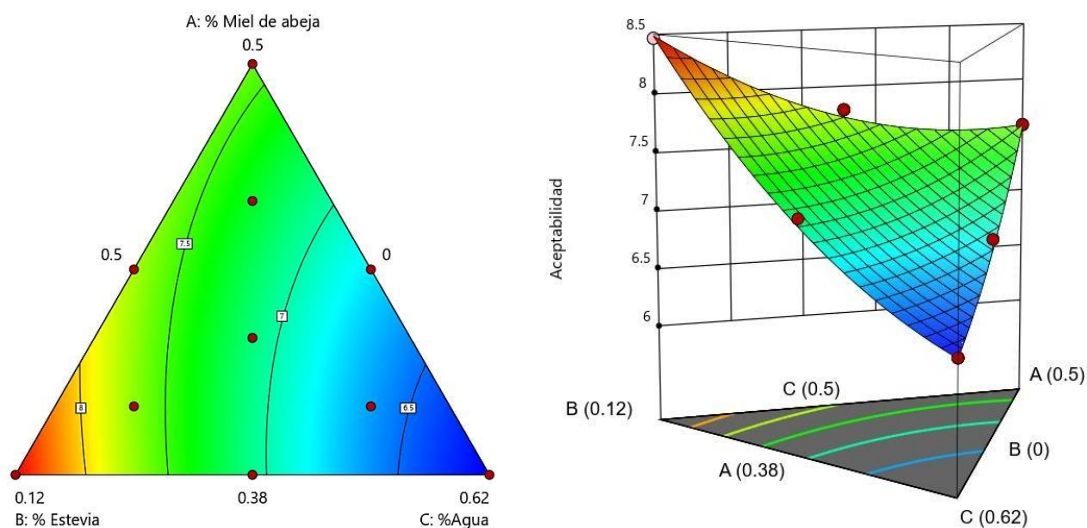 A: % Miel de abeja
0.5
7.5
0.5
0
7
8
6.5
0.12
0.38
0.62
B: % Estevia
C: %Agua
8.5
8
7.5
7
6.5
6
Aceptabilidad
B (0.12)
C (0.5)
A (0.5)
A (0.38)
B (0)
C (0.62)